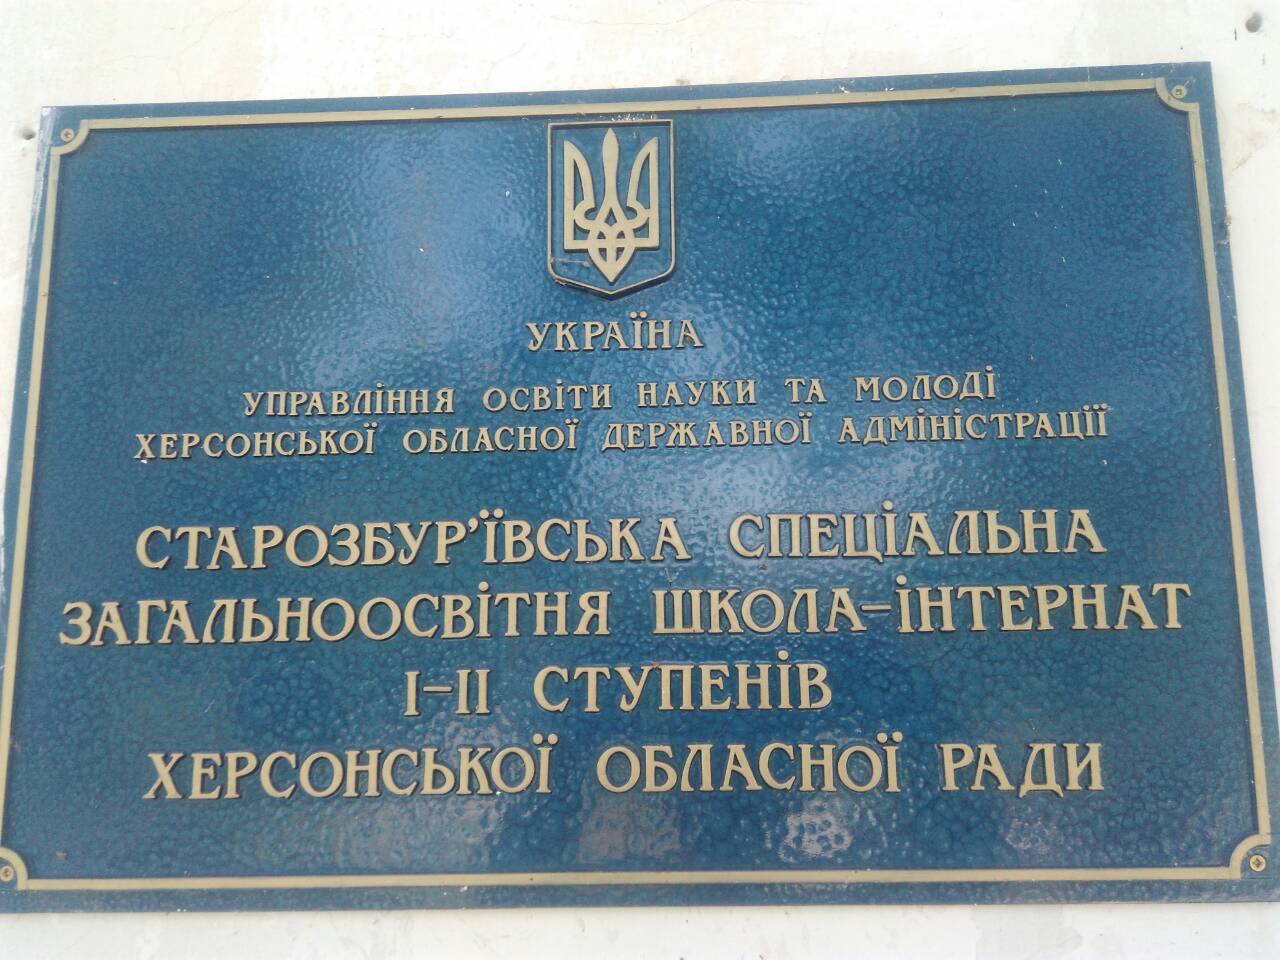 УКРАЇНА
УПРАВЛІННЯ ОСВІТИ НАУКИ ТА МОЛОДІ
ХЕРСОНСЬКОЇ ОБЛАСНОЇ ДЕРЖАВНОЇ АДМІНІСТРАЦІЇ
СТАРОЗБУР'ЇВСЬКА СПЕЦІАЛЬНА
ЗАГАЛЬНООСВІТНЯ ШКОЛА-ІНТЕРНАТ
І-ІІ СТУПЕНІВ
ХЕРСОНСЬКОЇ ОБЛАСНОЇ РАДИ